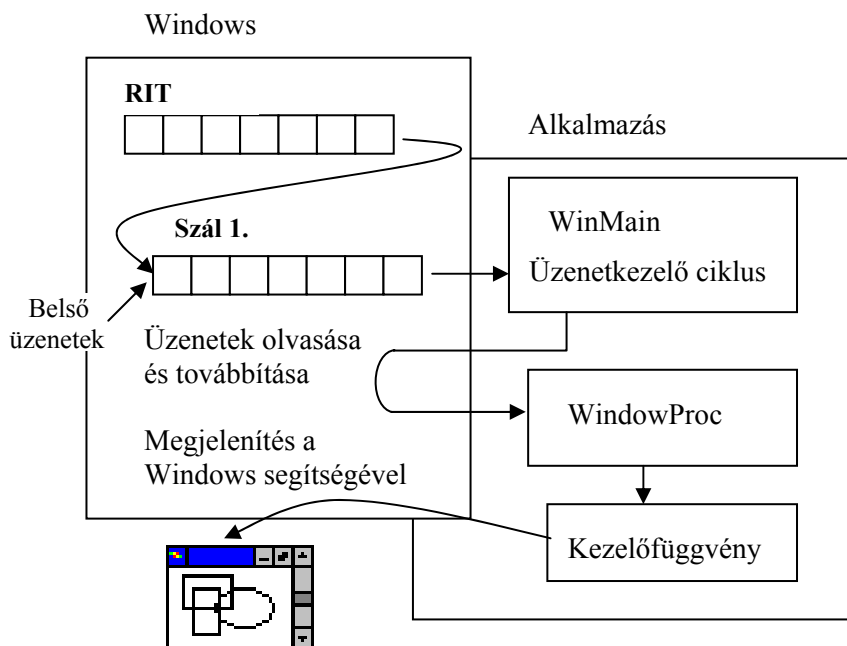 Windows
RIT
Alkalmazás
Szál 1.
WinMain
Üzenetkezelő ciklus
Belső
üzenetek
Üzenetek olvasása
és továbbítása
WindowProc
Megjelenítés a
Windows segítségével
Kezelőfüggvény